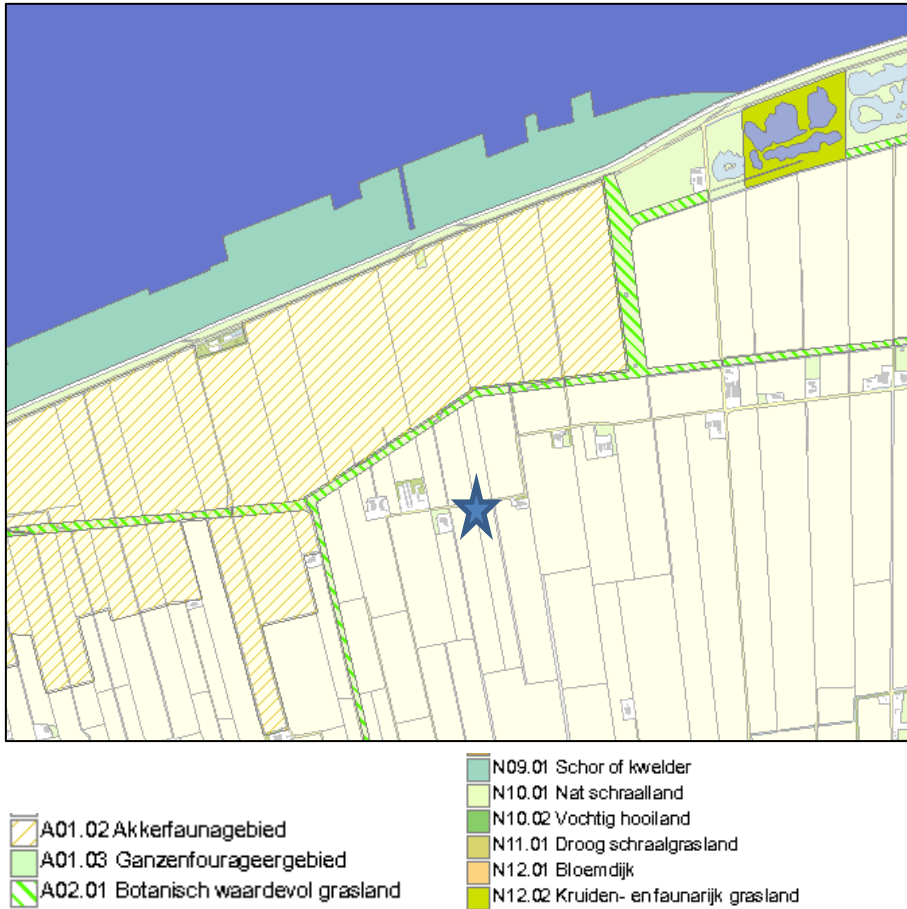 A01.02 Akkerfaunagebied
A01.03 Ganzenfourageergebied
A02.01 Botanisch waardevol grasland
N09.01 Schor of kwelder
N10.01 Nat schraalland
N10.02 Vochtig hooiland
N11.01 Droog schraalgrasland
N12.01 Bloemdijk
N12.02 Kruiden- en faunarijk grasland